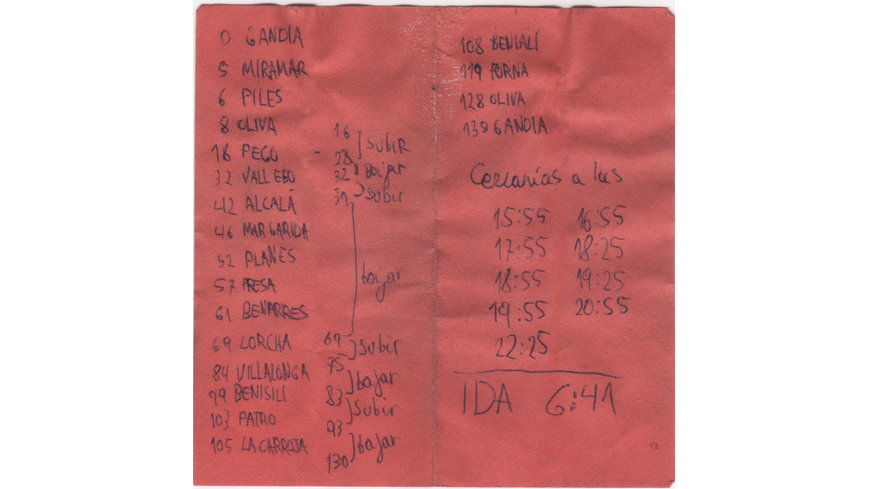 0 GANDIA
5 MIRAMAR
6 PILES
8 OLIVA
18 PEGO -
32 VALL EBO
42 ALCALÁ
46 MARGARIDA
52 PLANES
57 PRESA
61 BENIARRES
69 LORCHA
84 VILLALONGA
99 BENISILI
103 PATRO
105 LA CARROJA
16
SUBIR
28
Bajar
32
Subir
39
bajar
69
Subir
75
bajar
83
Subir
93
bajar
130
108 BENIALÍ
119 FORNA
128 OLIVA
139 GANDIA
Cercanías a las
15:55 16:55
17:55 18:25
18:55 19:25
19:55 20:55
22:25
IDA 6:41